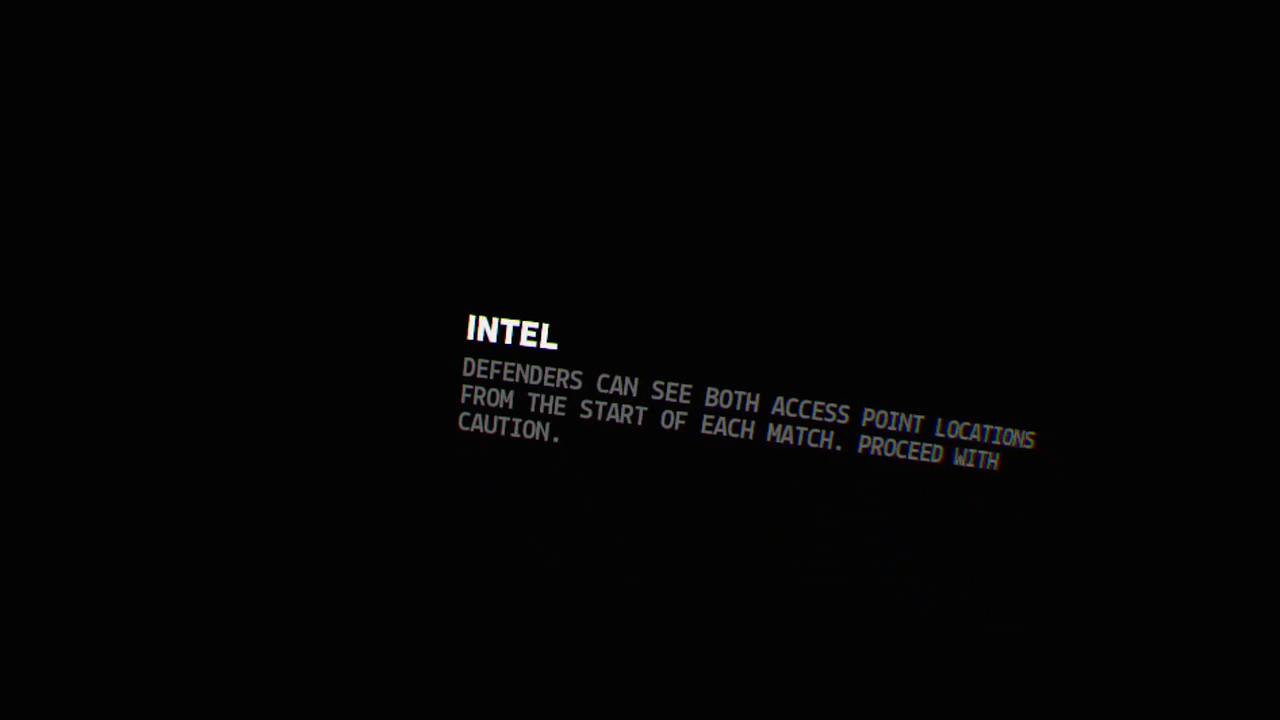 INTEL
DEFENDERS CAN SEE BOTH ACCESS POINT LOCATIONS
FROM THE START OF EACH MATCH. PROCEED WITH
CAUTION.